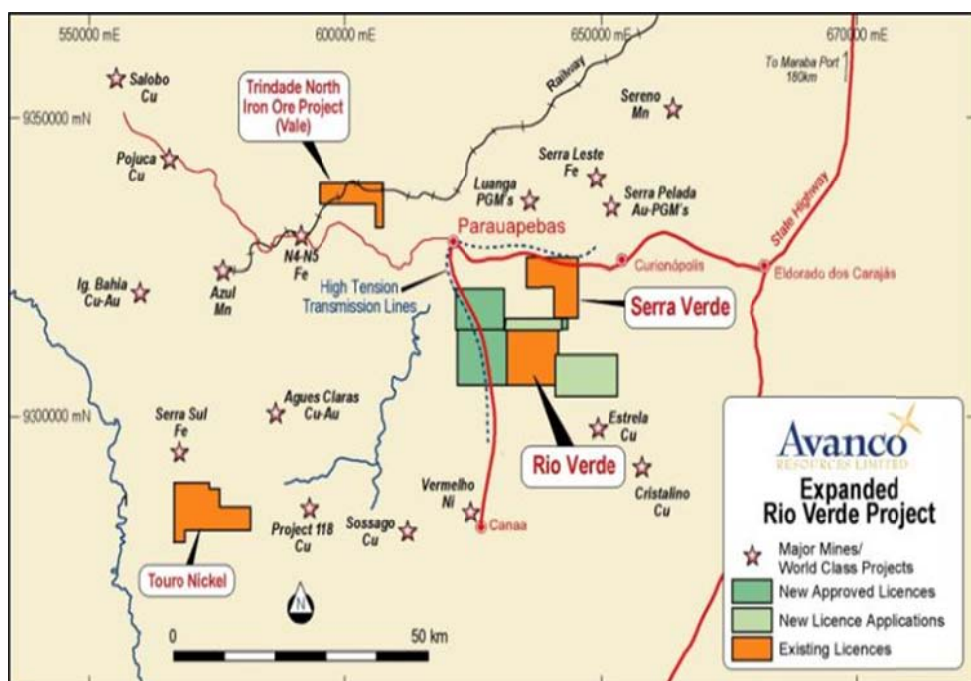 550000 mE
600000 mE
650000 mE
670000 mE
To Maraba Port
180km
Salobo
Cu
Trindade North
Iron Ore Project
(Vale)
Railway
Sereno
Mn
9350000 mN
Pojuca
Cu
Serra Leste
Fe
Luanga
PGM's
Serra Pelada
Au-PGM's
State Highway
Parauapebas
N4-N5
Fe
Curionópolis
Eldorado dos Carajás
Ig. Bahia
Cu-Au
Azul
Mn
High Tension
Transmission Lines
Serra Verde
Agues Claras
Cu-Au
9300000 mN
Serra Sul
Fe
Estrela
Cu
Rio Verde
Cristalino
Cu
Vermelho
Ni
Project 118
Cu
Sossago
Cu
Canaa
Touro Nickel
N
0
50 km
Avanco
RESOURCES LIMITED
Expanded
Rio Verde Project
Major Mines/
World Class Projects
New Approved Licences
New Licence Applications
Existing Licences